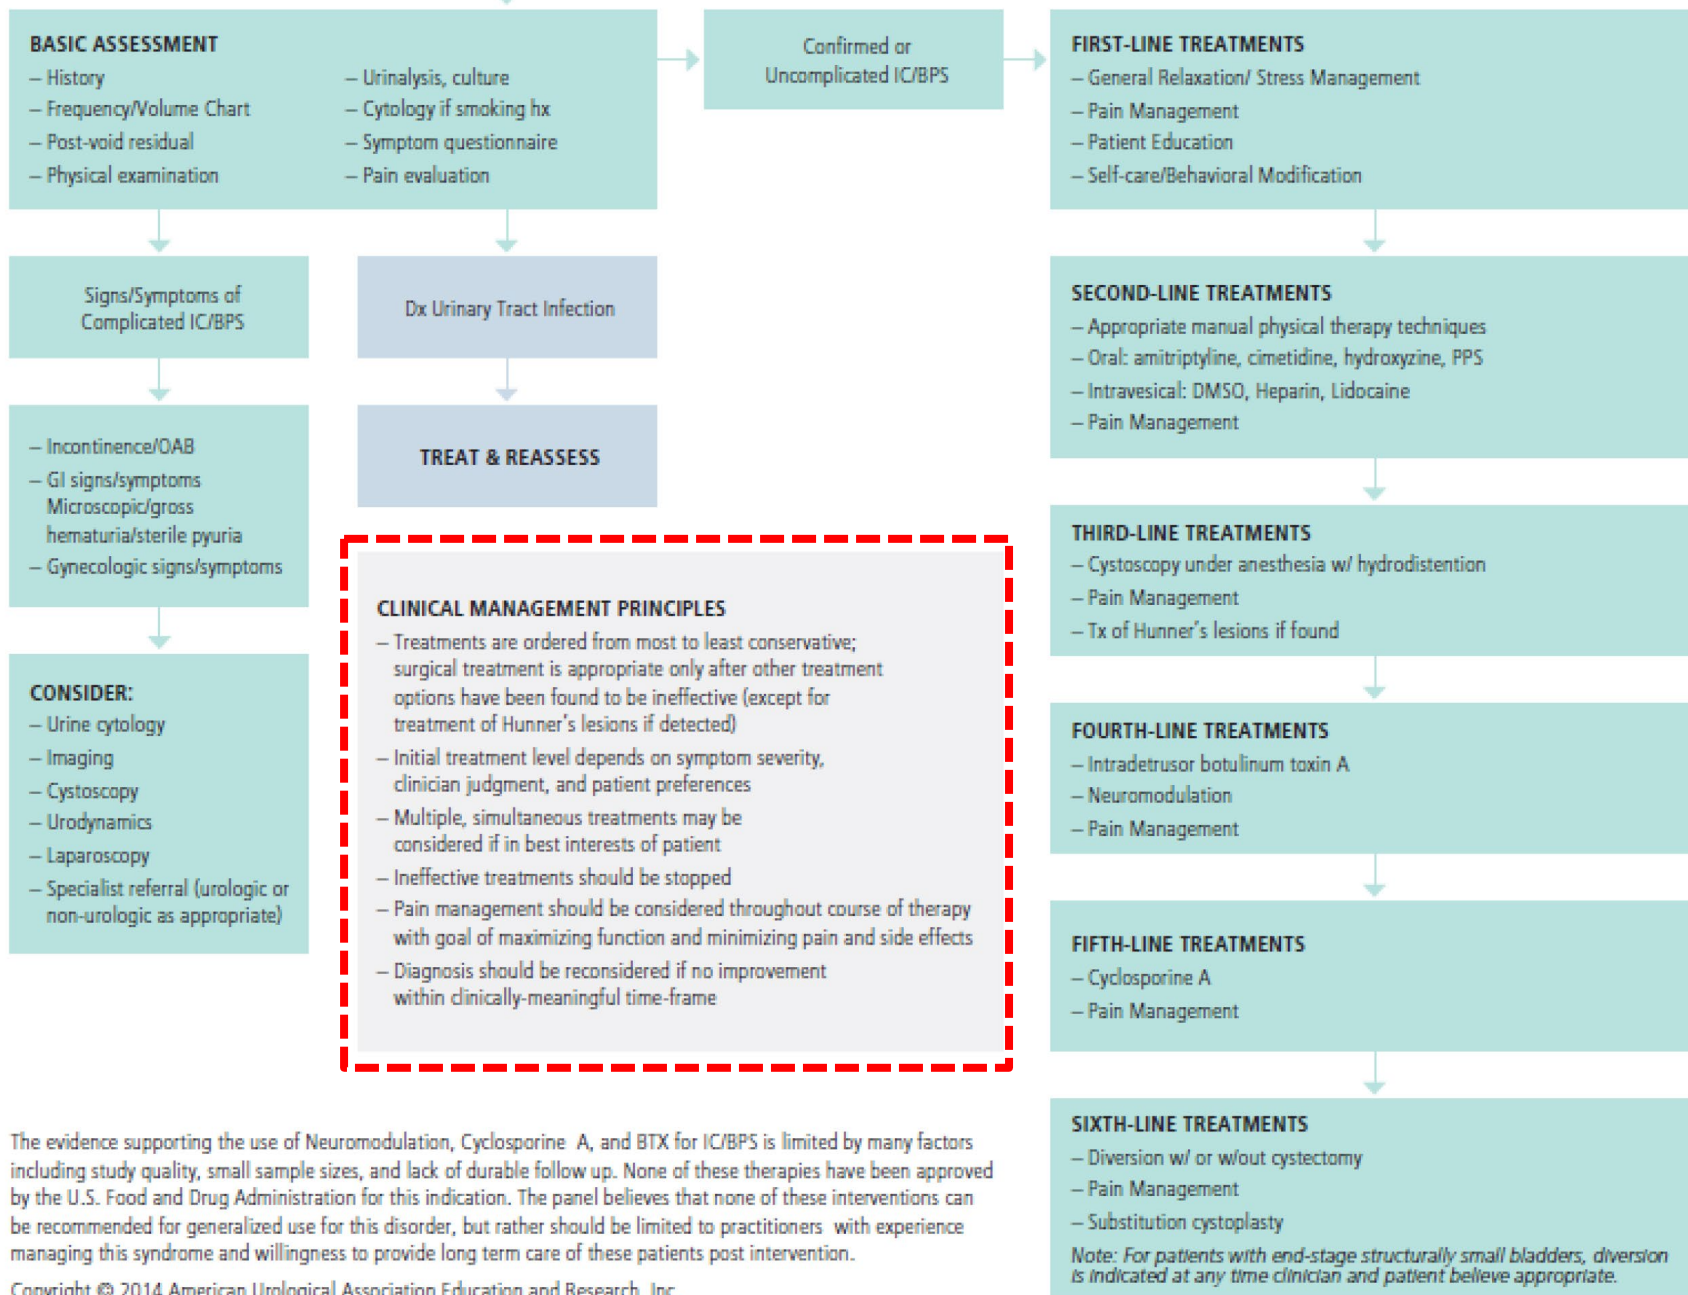 BASIC ASSESSMENT
– History
– Frequency/Volume Chart
– Post-void residual
– Physical examination
– Urinalysis, culture
– Cytology if smoking hx
– Symptom questionnaire
– Pain evaluation
Confirmed or
Uncomplicated IC/BPS
FIRST-LINE TREATMENTS
– General Relaxation/ Stress Management
– Pain Management
– Patient Education
– Self-care/Behavioral Modification
Signs/Symptoms of
Complicated IC/BPS
Dx Urinary Tract Infection
SECOND-LINE TREATMENTS
– Appropriate manual physical therapy techniques
– Oral: amitriptyline, cimetidine, hydroxyzine, PPS
– Intravesical: DMSO, Heparin, Lidocaine
– Pain Management
– Incontinence/OAB
– GI signs/symptoms
Microscopic/gross
hematuria/sterile pyuria
– Gynecologic signs/symptoms
TREAT & REASSESS
THIRD-LINE TREATMENTS
– Cystoscopy under anesthesia w/ hydrodistention
– Pain Management
– Tx of Hunner's lesions if found
CLINICAL MANAGEMENT PRINCIPLES
– Treatments are ordered from most to least conservative;
surgical treatment is appropriate only after other treatment
options have been found to be ineffective (except for
treatment of Hunner's lesions if detected)
– Initial treatment level depends on symptom severity,
clinician judgment, and patient preferences
– Multiple, simultaneous treatments may be
considered if in best interests of patient
– Ineffective treatments should be stopped
– Pain management should be considered throughout course of therapy
with goal of maximizing function and minimizing pain and side effects
– Diagnosis should be reconsidered if no improvement
within clinically-meaningful time-frame
CONSIDER:
– Urine cytology
– Imaging
– Cystoscopy
– Urodynamics
– Laparoscopy
– Specialist referral (urologic or
non-urologic as appropriate)
FOURTH-LINE TREATMENTS
– Intradetrusor botulinum toxin A
– Neuromodulation
– Pain Management
FIFTH-LINE TREATMENTS
– Cyclosporine A
– Pain Management
SIXTH-LINE TREATMENTS
– Diversion w/ or w/out cystectomy
– Pain Management
– Substitution cystoplasty
Note: For patients with end-stage structurally small bladders, diversion
is indicated at any time clinician and patient believe appropriate.
The evidence supporting the use of Neuromodulation, Cyclosporine A, and BTX for IC/BPS is limited by many factors
including study quality, small sample sizes, and lack of durable follow up. None of these therapies have been approved
by the U.S. Food and Drug Administration for this indication. The panel believes that none of these interventions can
be recommended for generalized use for this disorder, but rather should be limited to practitioners with experience
managing this syndrome and willingness to provide long term care of these patients post intervention.
Copyright © 2014 American Urological Association Education and Research, Inc.